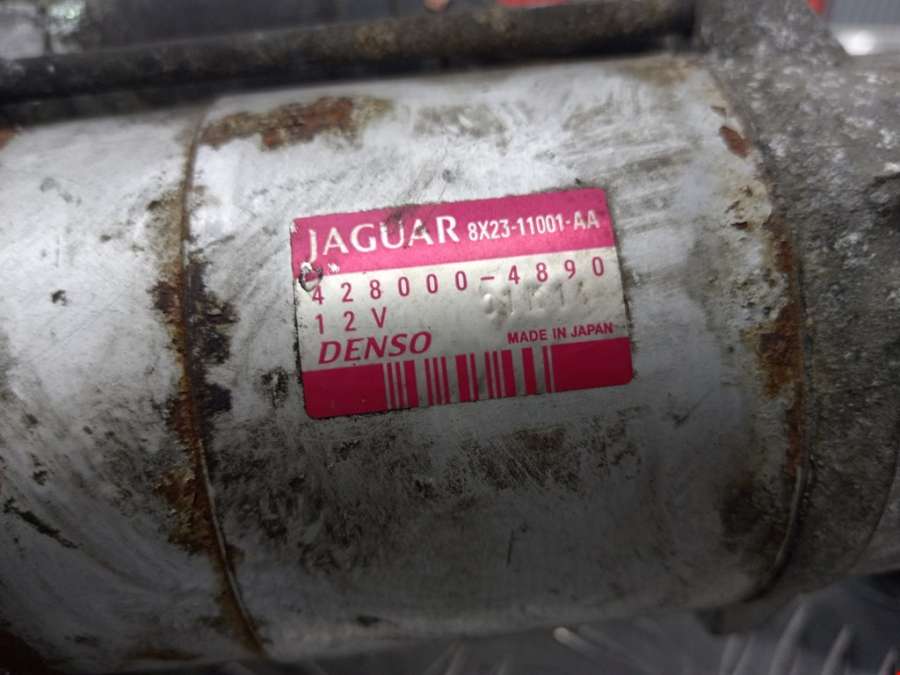 JAGUAR 8X23-11001-AA
428000-4890
12V
DENSO MADE IN JAPAN